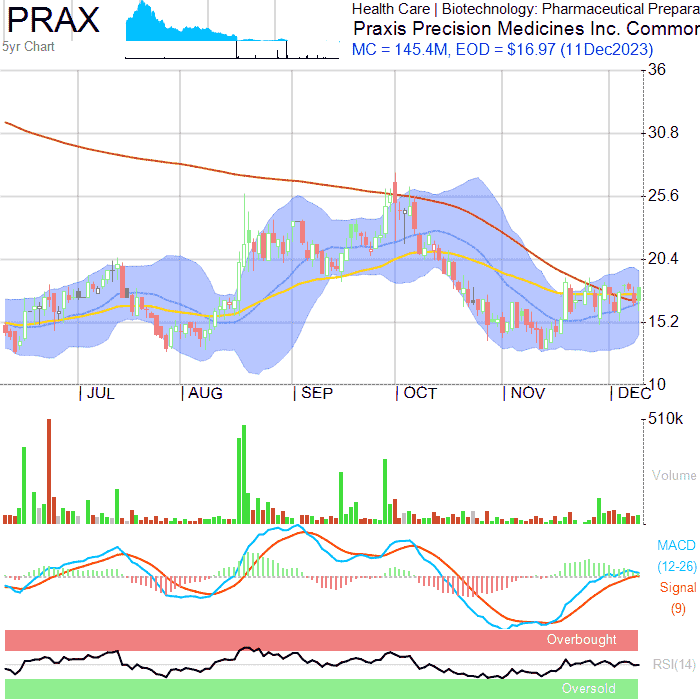 PRAX
Health Care | Biotechnology: Pharmaceutical Prepara
Praxis Precision Medicines Inc. Common
5yr Chart
MC = 145.4M, EOD = $16.97 (11Dec2023)
36
30.8
25.6
20.4
15.2
10
JUL
AUG
SEP
OCT
NOV
DEC
510k
Volume
MACD
(12-26)
Signal
(9)
Overbought
RSI(14)
Oversold